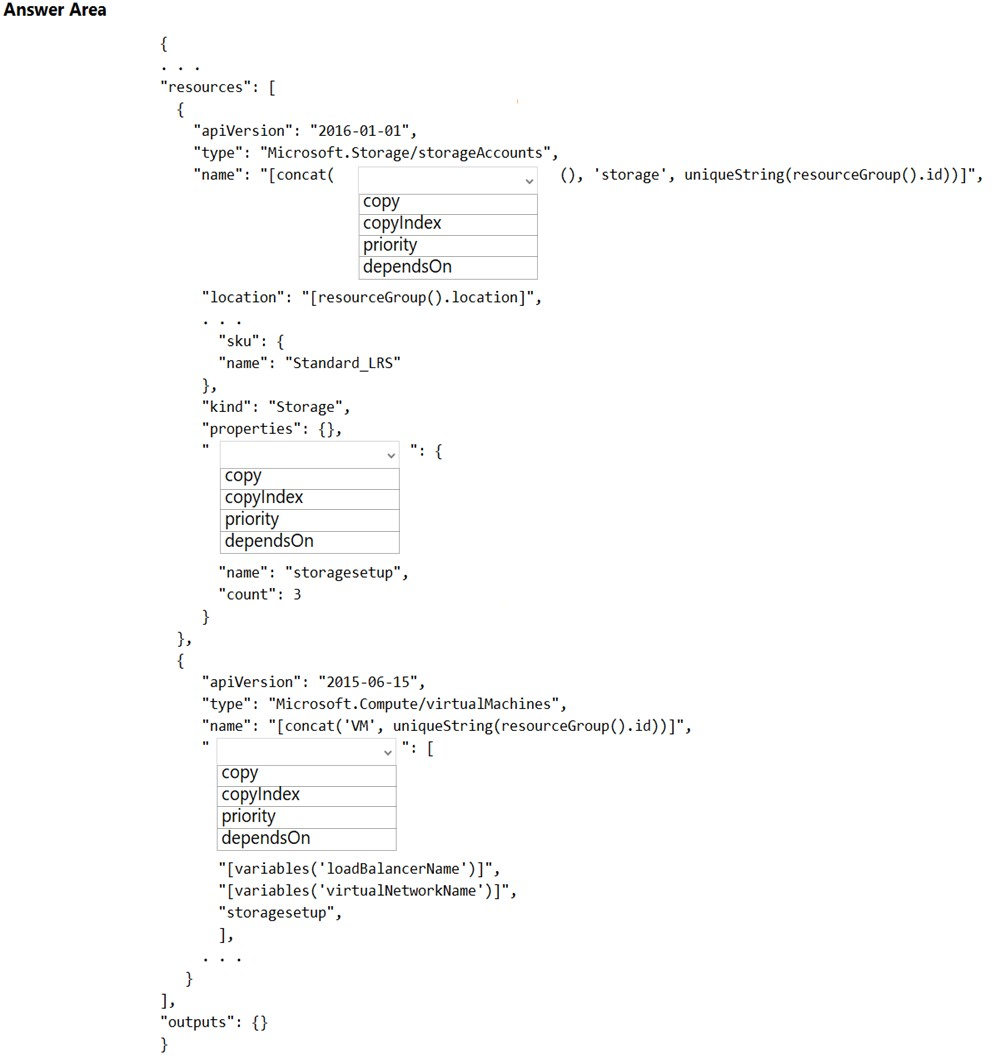 Answer Area
{
. . .
"resources": [
{
"apiVersion": "2016-01-01",
"type": "Microsoft.Storage/storageAccounts",
"name": "[concat( (), 'storage', uniqueString(resourceGroup().id))]",
copy
copyIndex
priority
dependsOn
"location": "[resourceGroup().location]",
. . .
"sku": {
"name": "Standard_LRS"
},
"kind": "Storage",
"properties": {},
" ": {
copy
copyIndex
priority
dependsOn
"name": "storagesetup",
"count": 3
}
},
{
"apiVersion": "2015-06-15",
"type": "Microsoft.Compute/virtualMachines",
"name": "[concat('VM', uniqueString(resourceGroup().id))]",
" ": [
copy
copyIndex
priority
dependsOn
"[variables('loadBalancerName')]",
"[variables('virtualNetworkName')]",
"storagesetup",
],
. . .
}
],
"outputs": {}
}